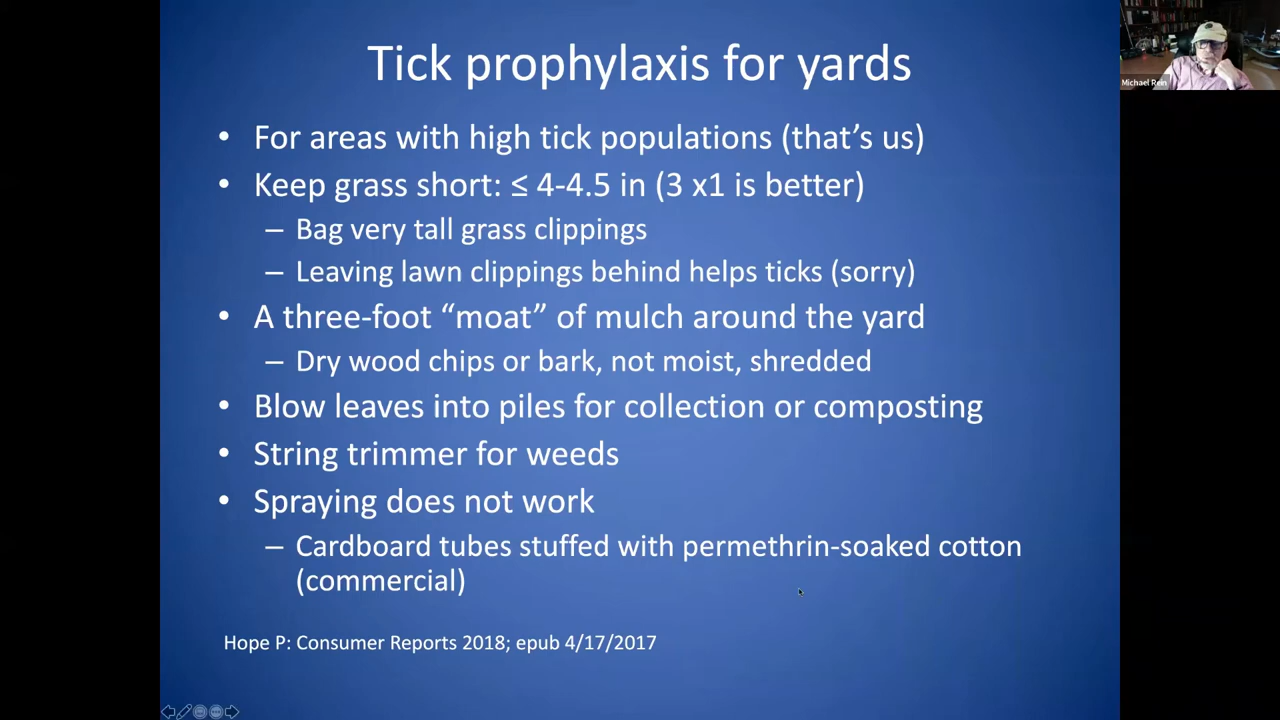 Tick prophylaxis for yards
• For areas with high tick populations (that’s us)
• Keep grass short: ≤ 4-4.5 in (3 x1 is better)
– Bag very tall grass clippings
– Leaving lawn clippings behind helps ticks (sorry)
• A three-foot “moat” of mulch around the yard
– Dry wood chips or bark, not moist, shredded
• Blow leaves into piles for collection or composting
• String trimmer for weeds
• Spraying does not work
– Cardboard tubes stuffed with permethrin-soaked cotton
(commercial)
Hope P: Consumer Reports 2018; epub 4/17/2017
Michael Rein